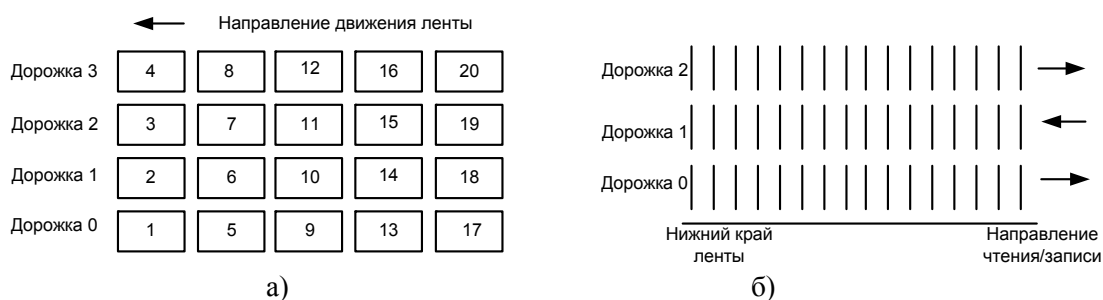 Направление движения ленты
Дорожка 3 4 8 12 16 20
Дорожка 2 3 7 11 15 19
Дорожка 1 2 6 10 14 18
Дорожка 0 1 5 9 13 17
а)
Дорожка 2
Дорожка 1
Дорожка 0
Нижний край
ленты
Направление
чтения/записи
б)